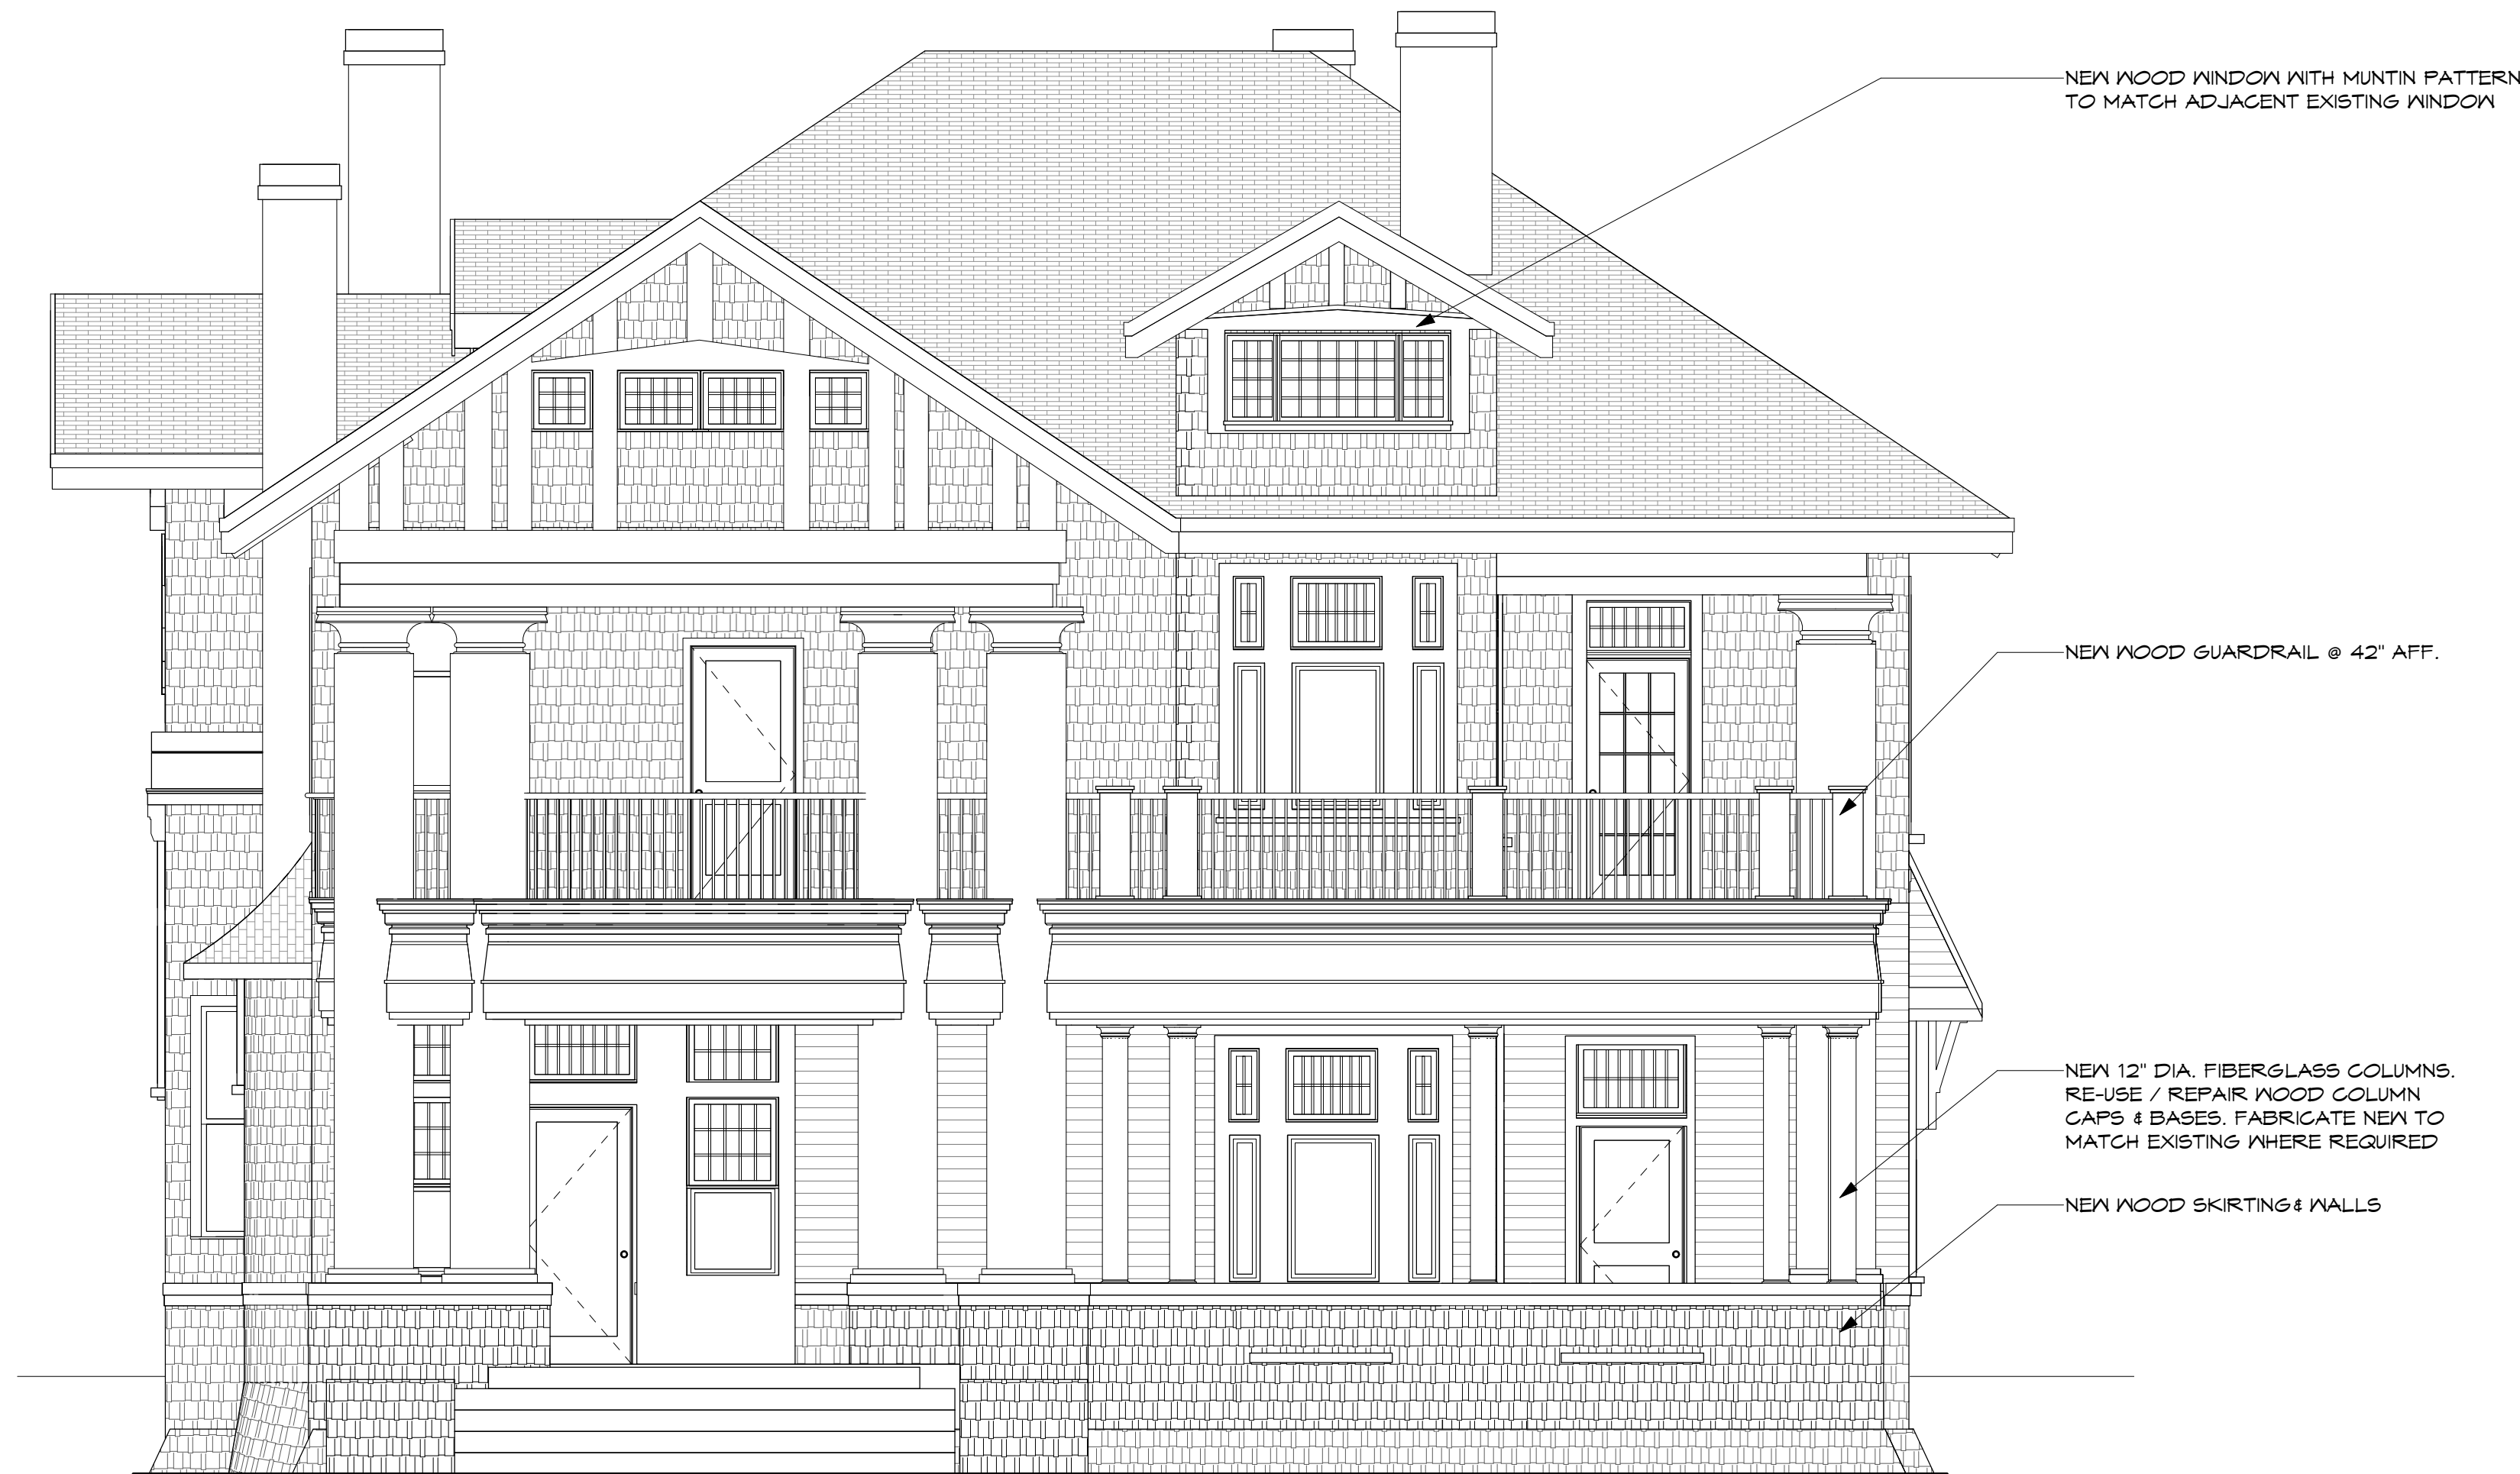 NEW WOOD WINDOW WITH MUNTIN PATTERN
TO MATCH ADJACENT EXISTING WINDOW
NEW WOOD GUARDRAIL @ 42" AFF.
NEW 12" DIA. FIBERGLASS COLUMNS.
RE-USE / REPAIR WOOD COLUMN
CAPS & BASES. FABRICATE NEW TO
MATCH EXISTING WHERE REQUIRED
NEW WOOD SKIRTING & WALLS